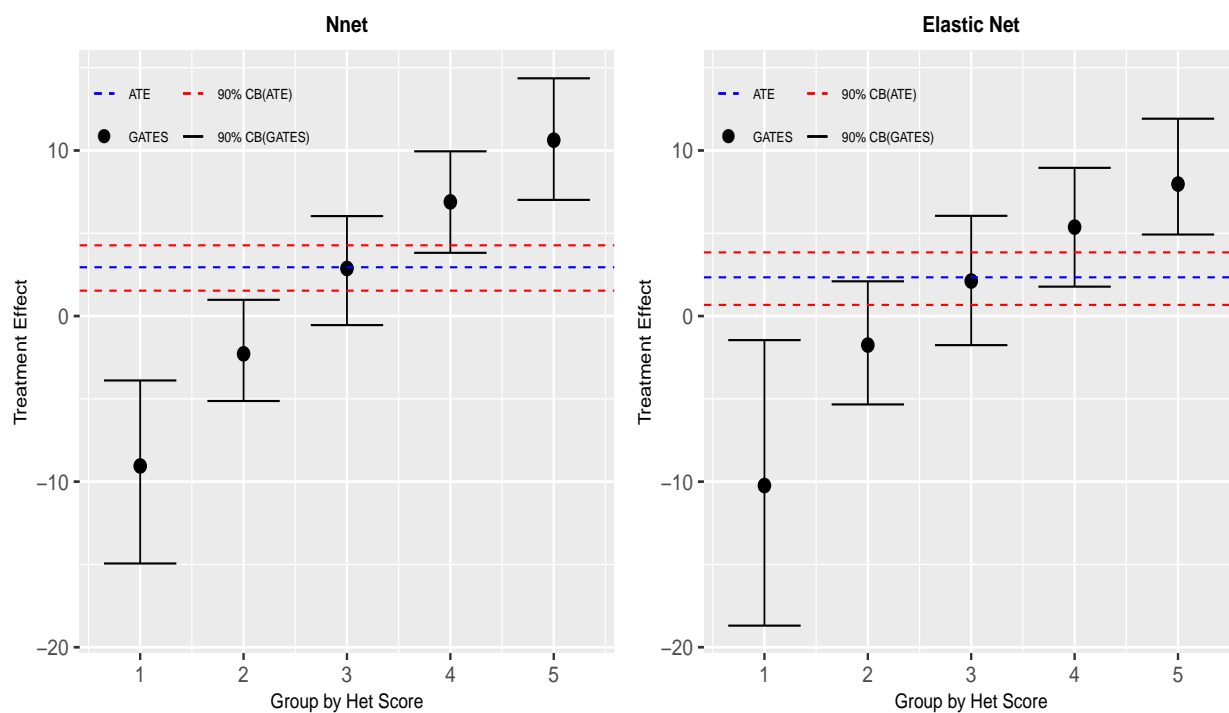 Nnet
Treatment Effect
ATE 90% CB(ATE)
GATES 90% CB(GATES)
10
0
−10
−20
1 2 3 4 5
Group by Het Score
Elastic Net
Treatment Effect
ATE 90% CB(ATE)
GATES 90% CB(GATES)
10
0
−10
−20
1 2 3 4 5
Group by Het Score